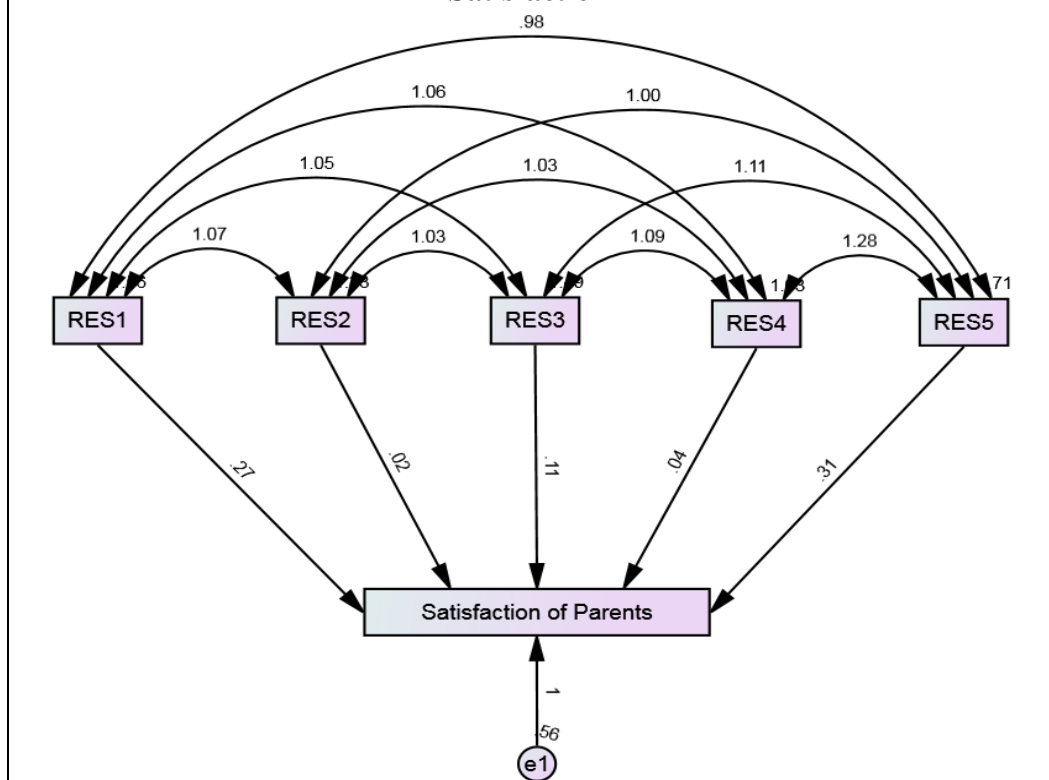 .98
1.06
1.00
1.05
1.03
1.11
1.07
1.03
1.09
1.28
71
RES1
RES2
RES3
RES4
RES5
.27
.02
.11
.04
.31
Satisfaction of Parents
1
.56
e1